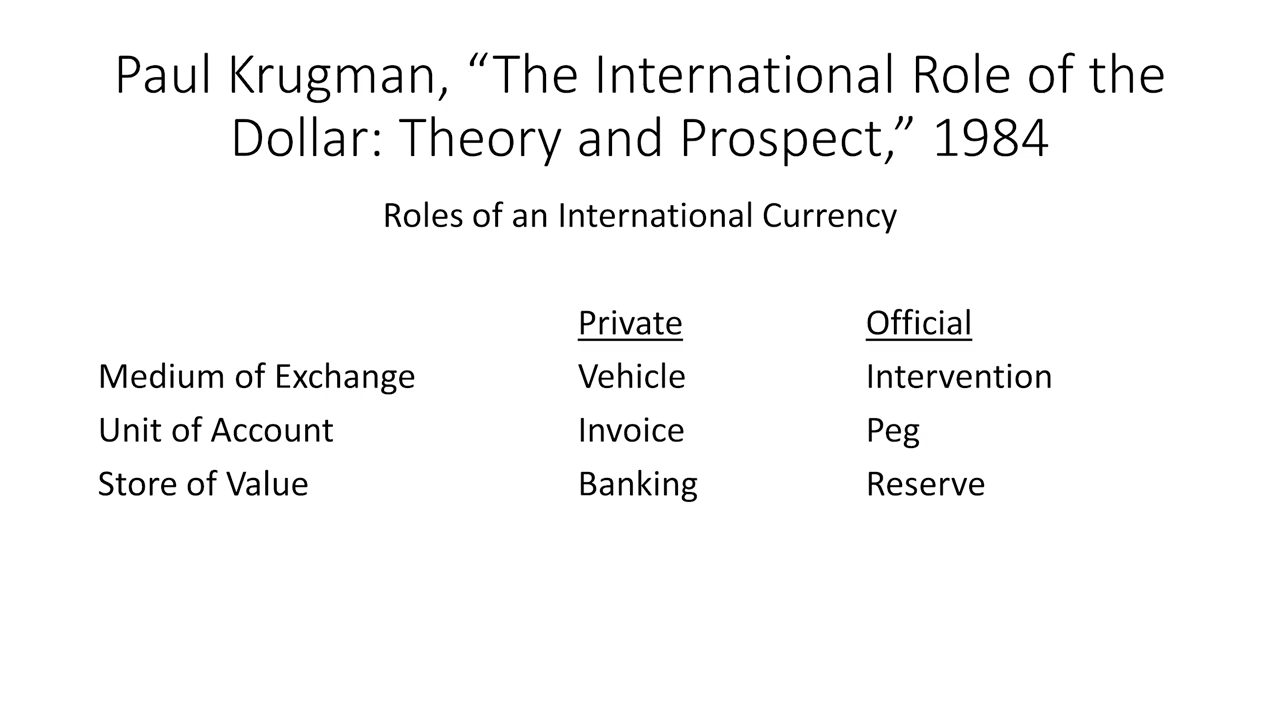 Paul Krugman, “The International Role of the
Dollar: Theory and Prospect,” 1984
Roles of an International Currency
Private Official
Medium of Exchange Vehicle Intervention
Unit of Account Invoice Peg
Store of Value Banking Reserve